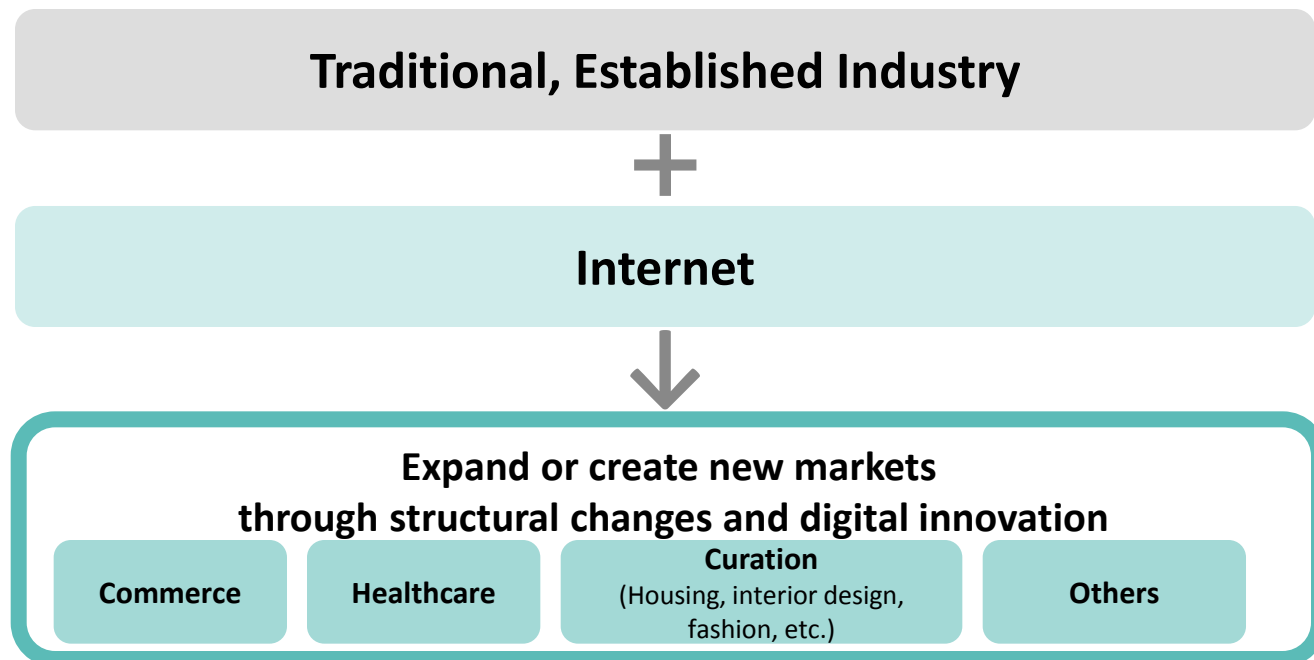 Traditional, Established Industry
+
Internet
Expand or create new markets
through structural changes and digital innovation
Commerce
Healthcare
Curation
(Housing, interior design,
fashion, etc.)
Others